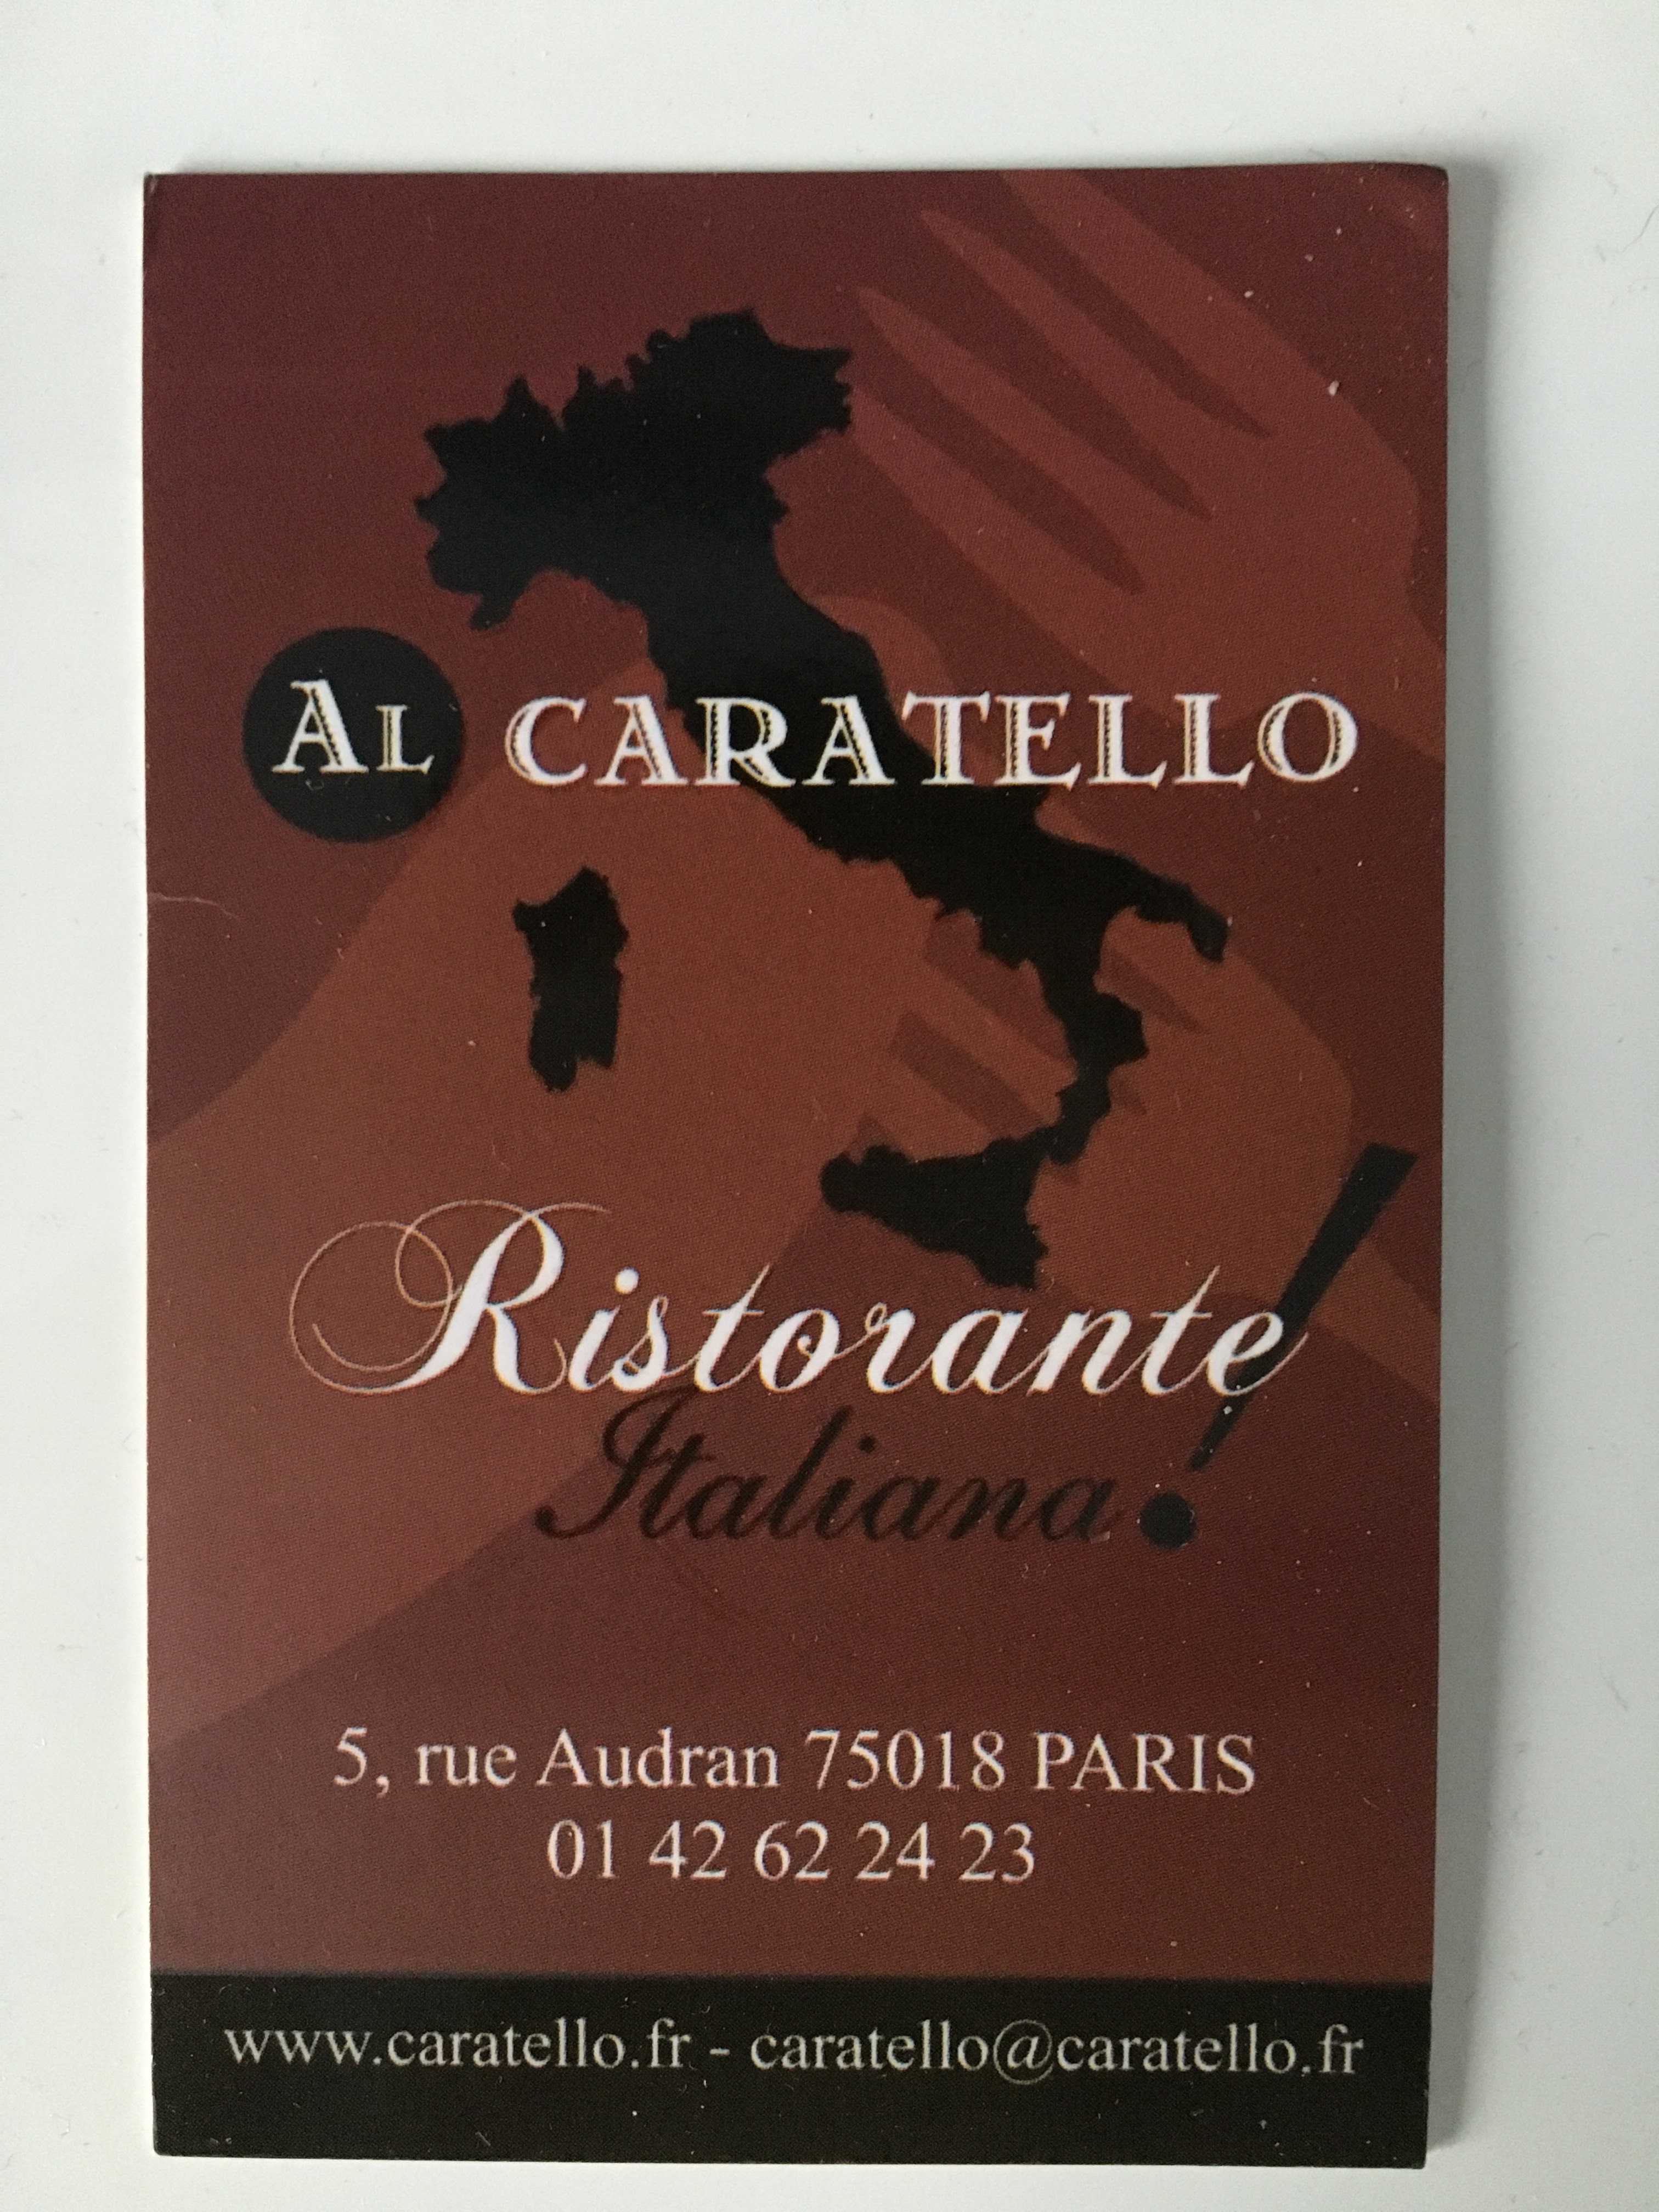 AL CARATELLO
Ristorante
Italiana!
5, rue Audran 75018 PARIS
01 42 62 24 23
www.caratello.fr - caratello@caratello.fr